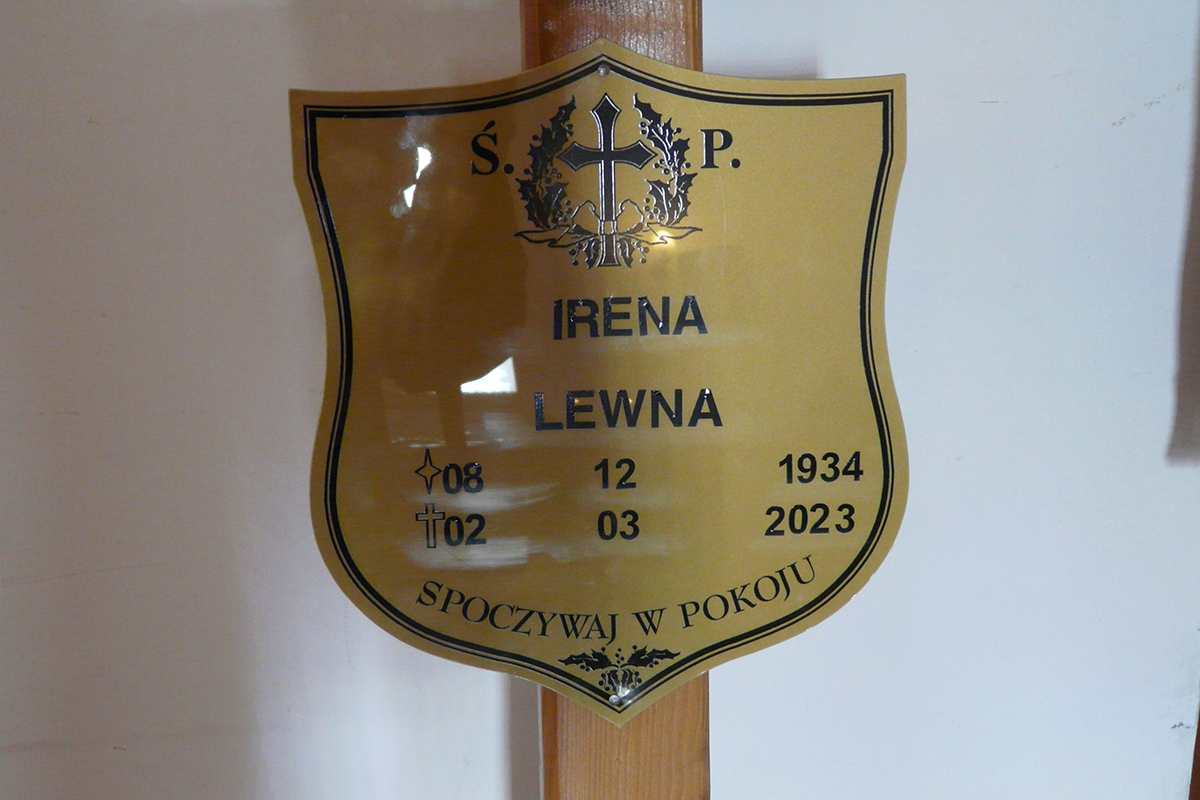 Ś. P.
IRENA
LEWNA
08 12 1934
02 03 2023
SPOCZYWAJ W POKOJU